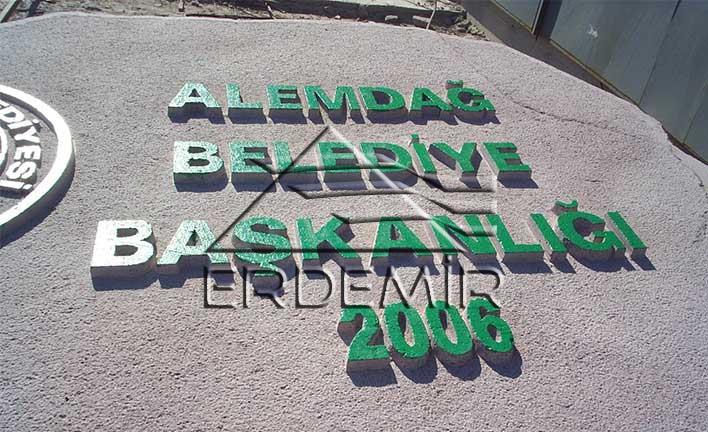 ALEMDAĞ
BELEDİYE
BAŞKANLIĞI
2006
ERDEMİR